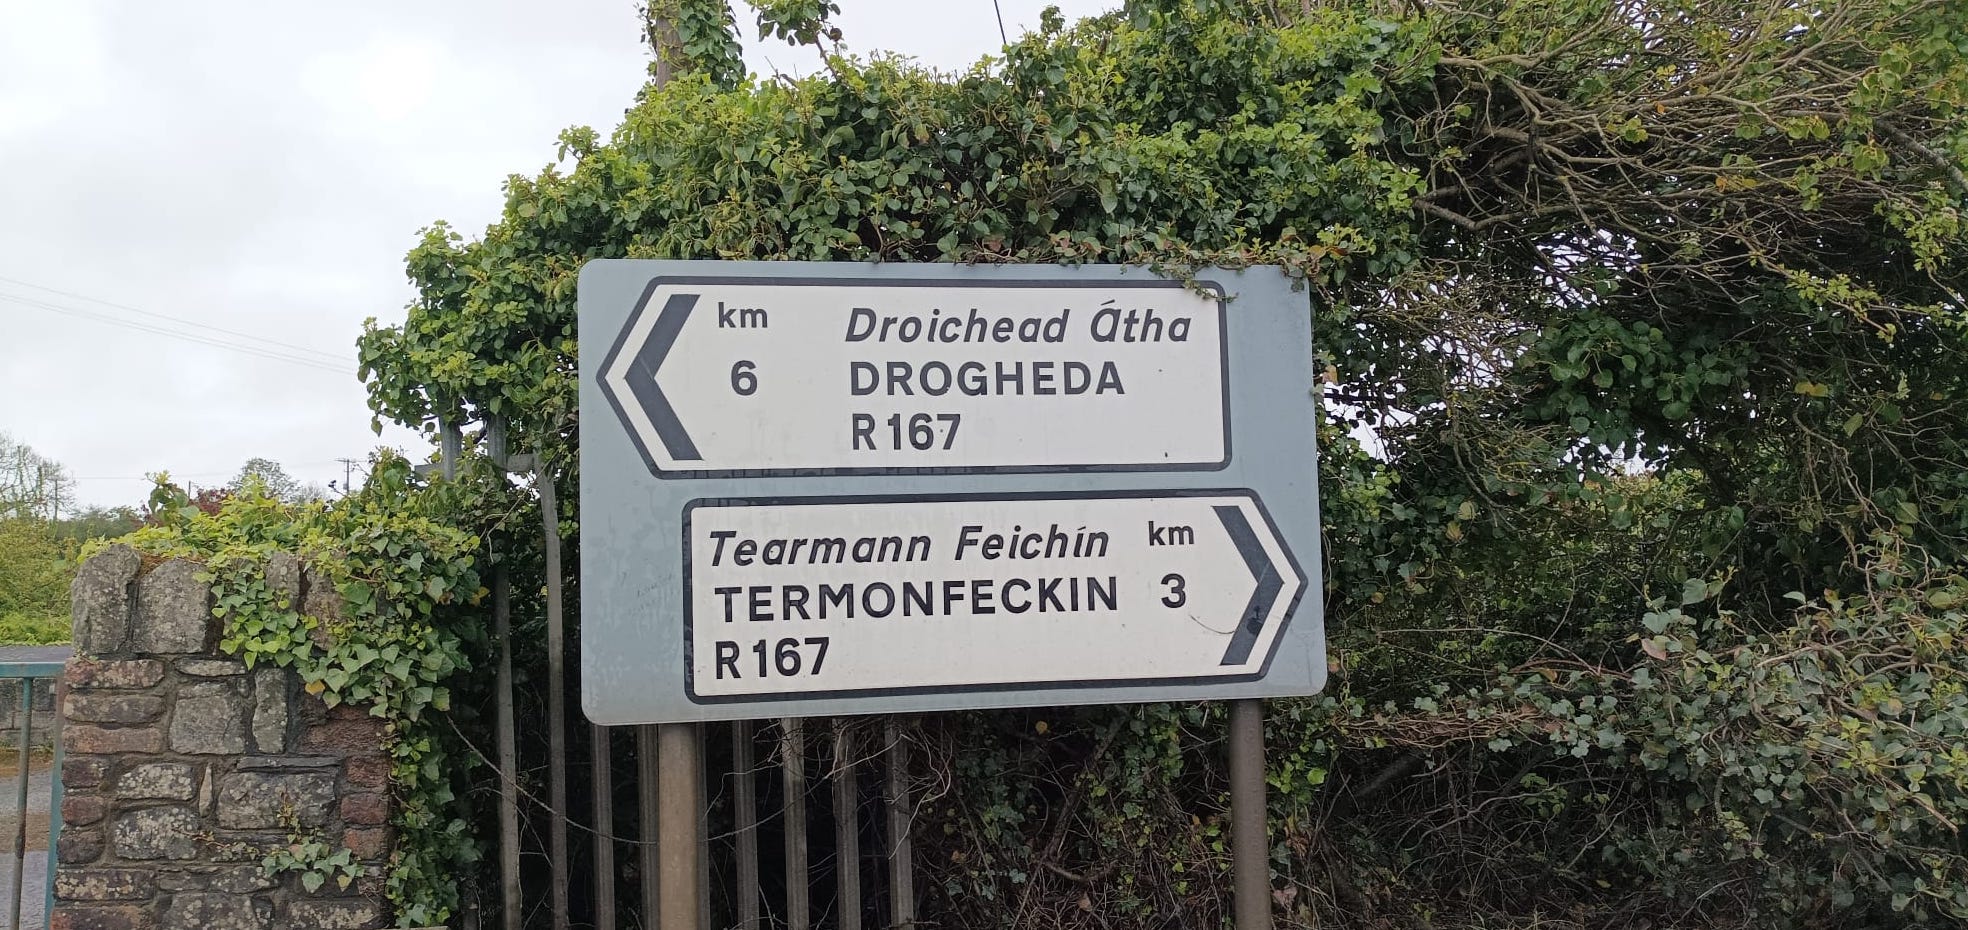 km Droichead Átha
6 DROGHEDA
R167
Tearmann Feichín km
TERMONFECKIN 3
R167